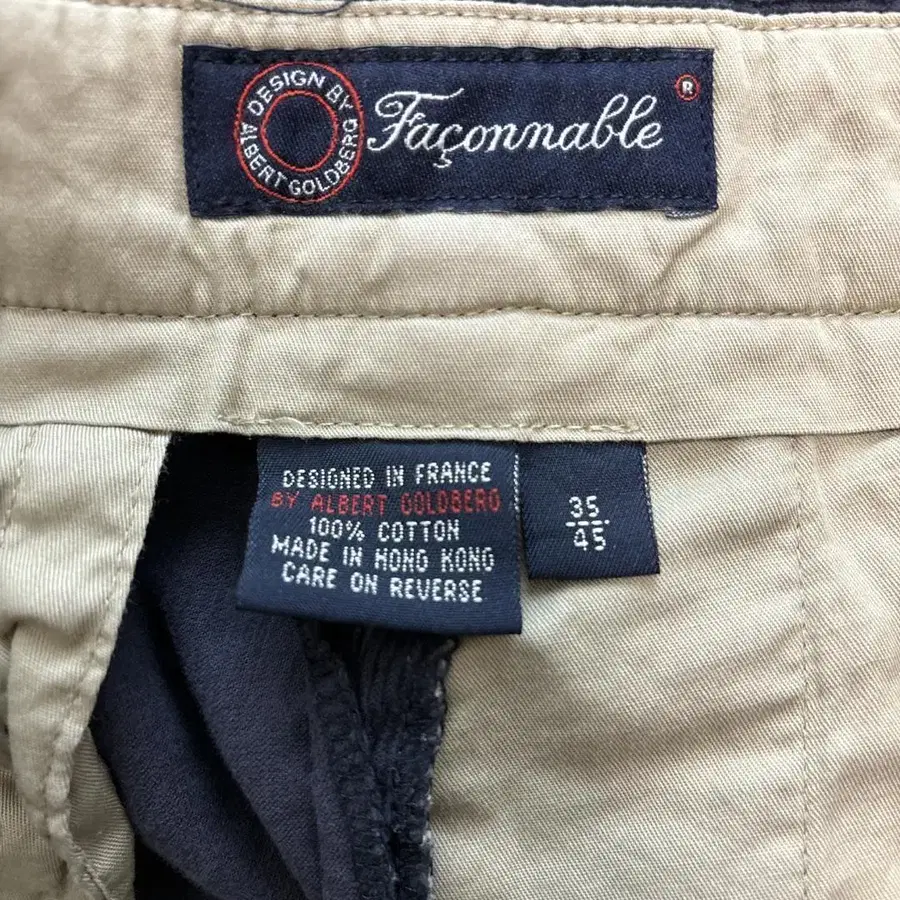 DESIGN BY
ALBERT GOLDBERG
Façonnable
R
DESIGNED IN FRANCE
BY ALBERT GOLDBERG
100% COTTON
MADE IN HONG KONG
CARE ON REVERSE
35
45